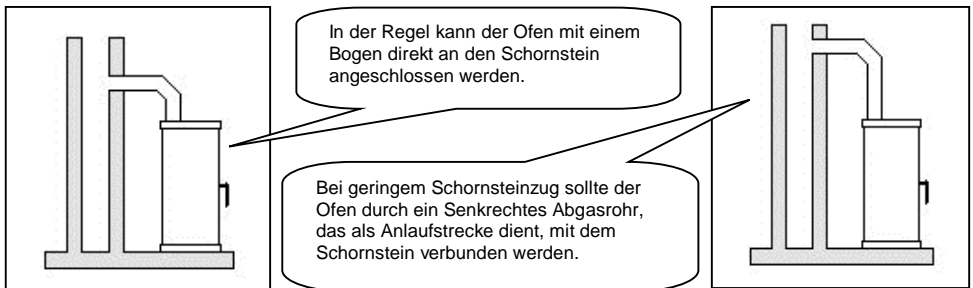 In der Regel kann der Ofen mit einem
Bogen direkt an den Schornstein
angeschlossen werden.
Bei geringem Schornsteinzug sollte der
Ofen durch ein Senkrechtes Abgasrohr,
das als Anlaufstrecke dient, mit dem
Schornstein verbunden werden.